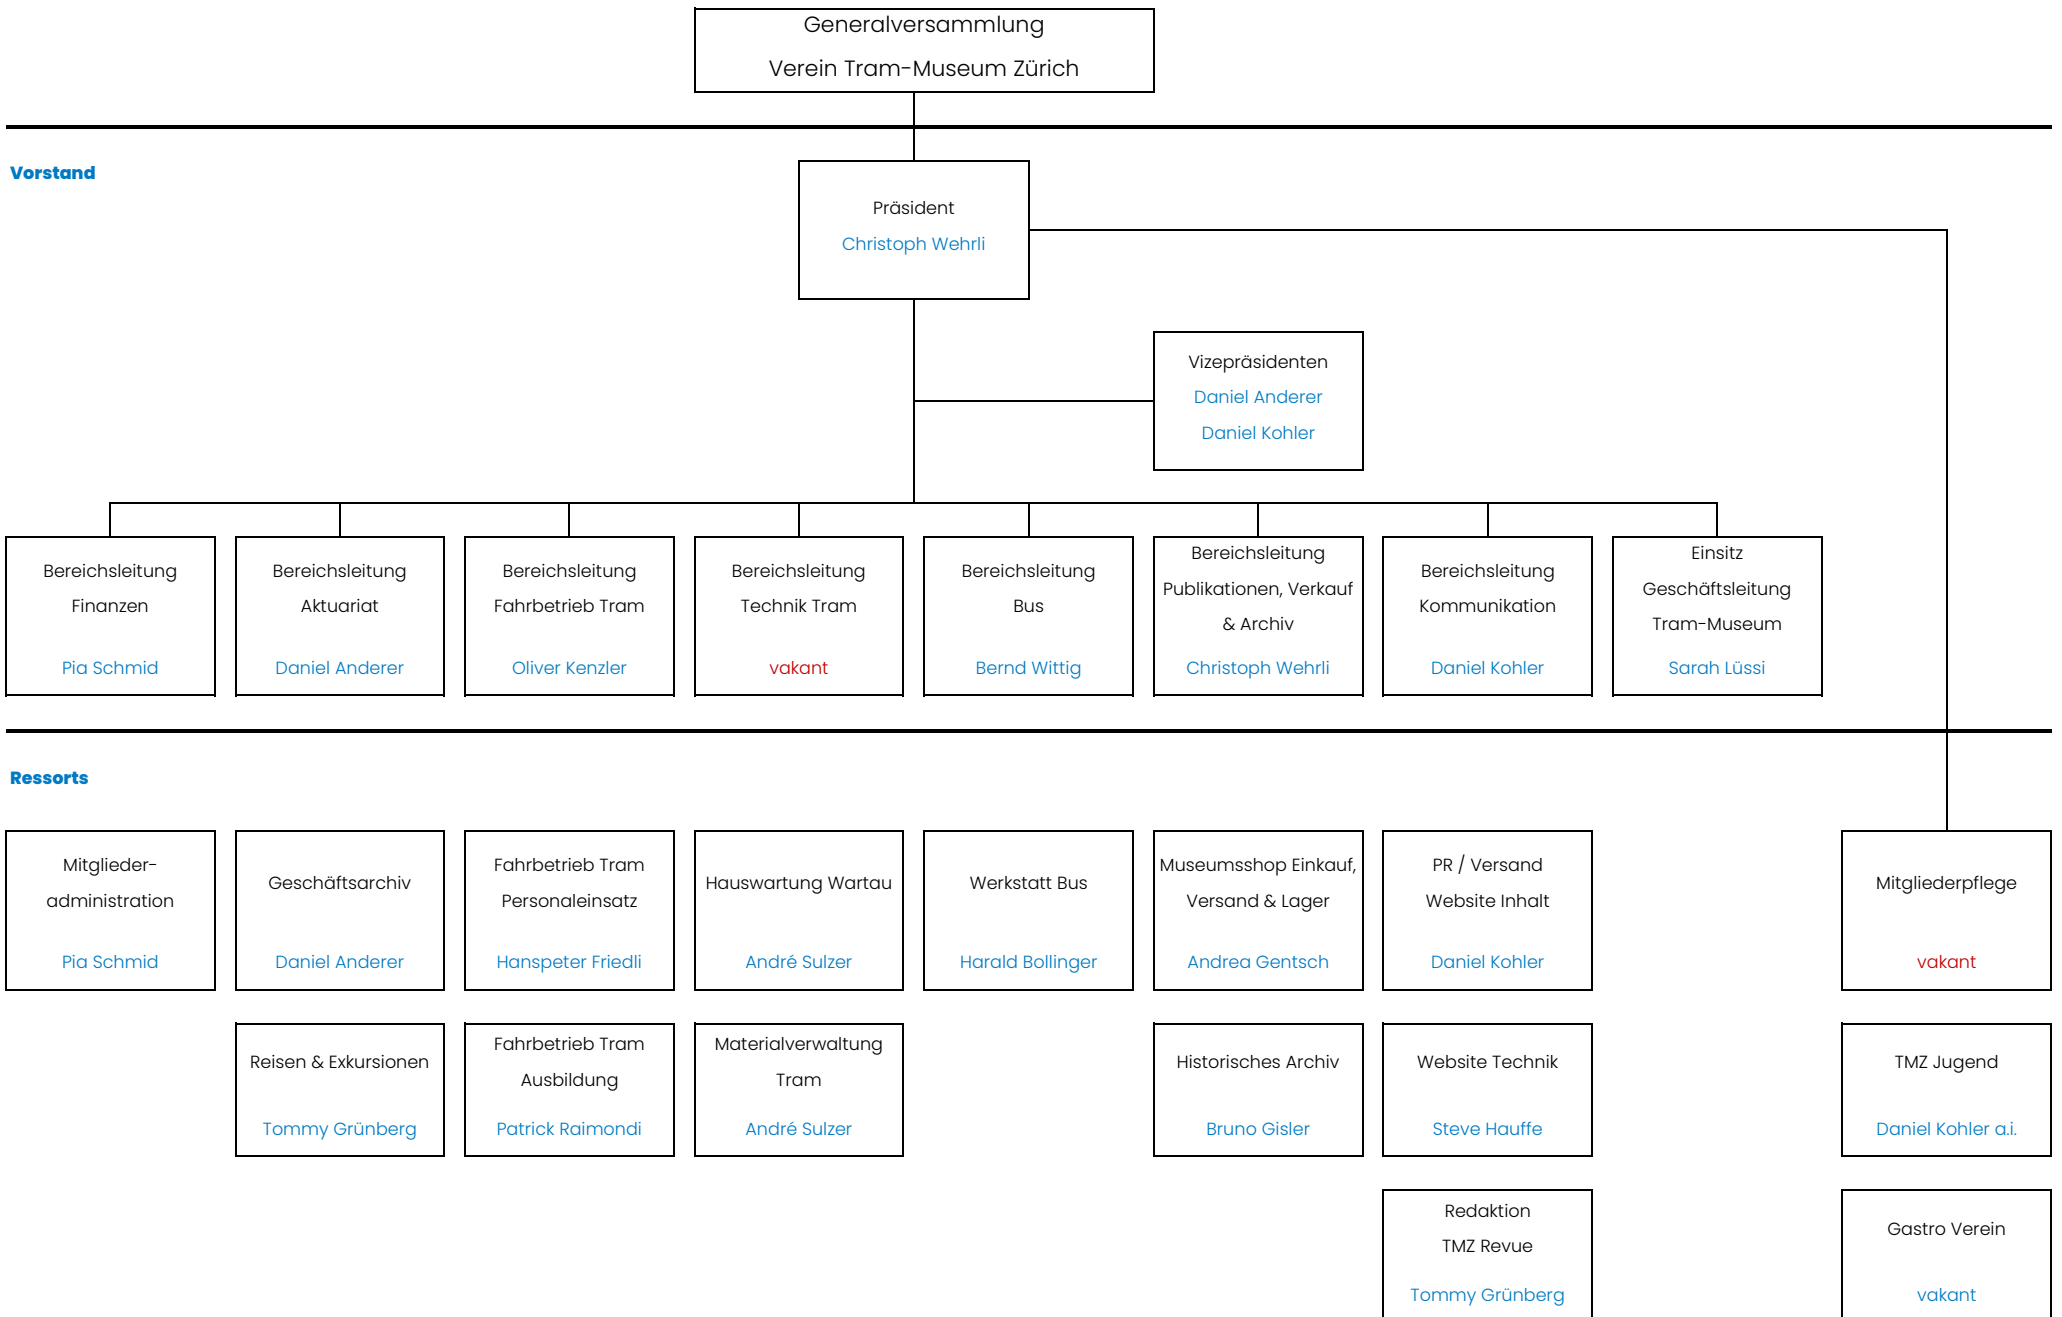 Generalversammlung
Verein Tram-Museum Zürich
Vorstand
Präsident
Christoph Wehrli
Vizepräsidenten
Daniel Anderer
Daniel Kohler
Bereichsleitung
Finanzen
Pia Schmid
Bereichsleitung
Aktuariat
Daniel Anderer
Bereichsleitung
Fahrbetrieb Tram
Oliver Kenzler
Bereichsleitung
Technik Tram
vakant
Bereichsleitung
Bus
Bernd Wittig
Bereichsleitung
Publikationen, Verkauf
& Archiv
Christoph Wehrli
Bereichsleitung
Kommunikation
Daniel Kohler
Einsitz
Geschäftsleitung
Tram-Museum
Sarah Lüssi
Ressorts
Mitglieder-
administration
Pia Schmid
Geschäftsarchiv
Daniel Anderer
Fahrbetrieb Tram
Personaleinsatz
Hanspeter Friedli
Hauswartung Wartau
André Sulzer
Werkstatt Bus
Harald Bollinger
Museumsshop Einkauf,
Versand & Lager
Andrea Gentsch
PR / Versand
Website Inhalt
Daniel Kohler
Mitgliederpflege
vakant
Reisen & Exkursionen
Tommy Grünberg
Fahrbetrieb Tram
Ausbildung
Patrick Raimondi
Materialverwaltung
Tram
André Sulzer
Historisches Archiv
Bruno Gisler
Website Technik
Steve Hauffe
TMZ Jugend
Daniel Kohler a.i.
Redaktion
TMZ Revue
Tommy Grünberg
Gastro Verein
vakant